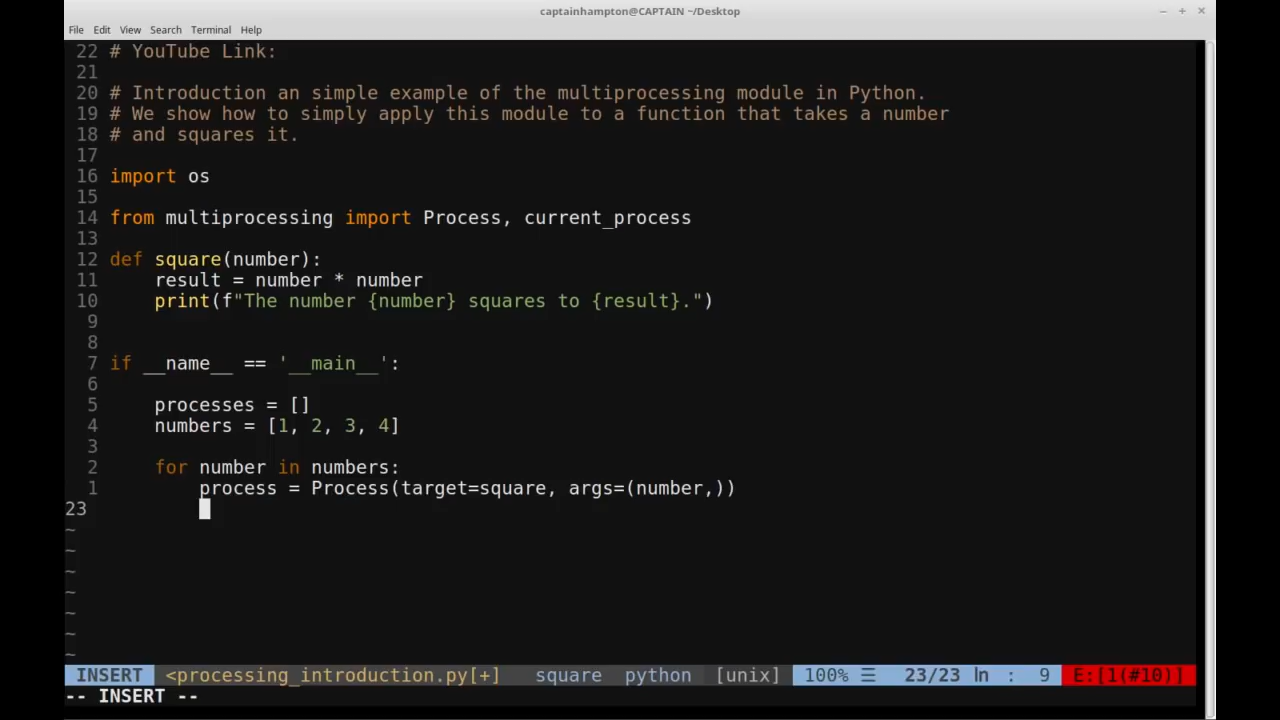 captainhampton@CAPTAIN ~/Desktop
File Edit View Search Terminal Help
22 # YouTube Link:
21
20 # Introduction an simple example of the multiprocessing module in Python.
19 # We show how to simply apply this module to a function that takes a number
18 # and squares it.
17
16 import os
15
14 from multiprocessing import Process, current_process
13
12 def square(number):
11     result = number * number
10     print(f"The number {number} squares to {result}.")
9
8
7 if __name__ == '__main__':
6
5     processes = []
4     numbers = [1, 2, 3, 4]
3
2     for number in numbers:
1         process = Process(target=square, args=(number,))
23
~
~
~
~
~
~
~
INSERT <processing_introduction.py[+] square python [unix] 100% ☰ 23/23 ln : 9 E:[1(#10)]
-- INSERT --